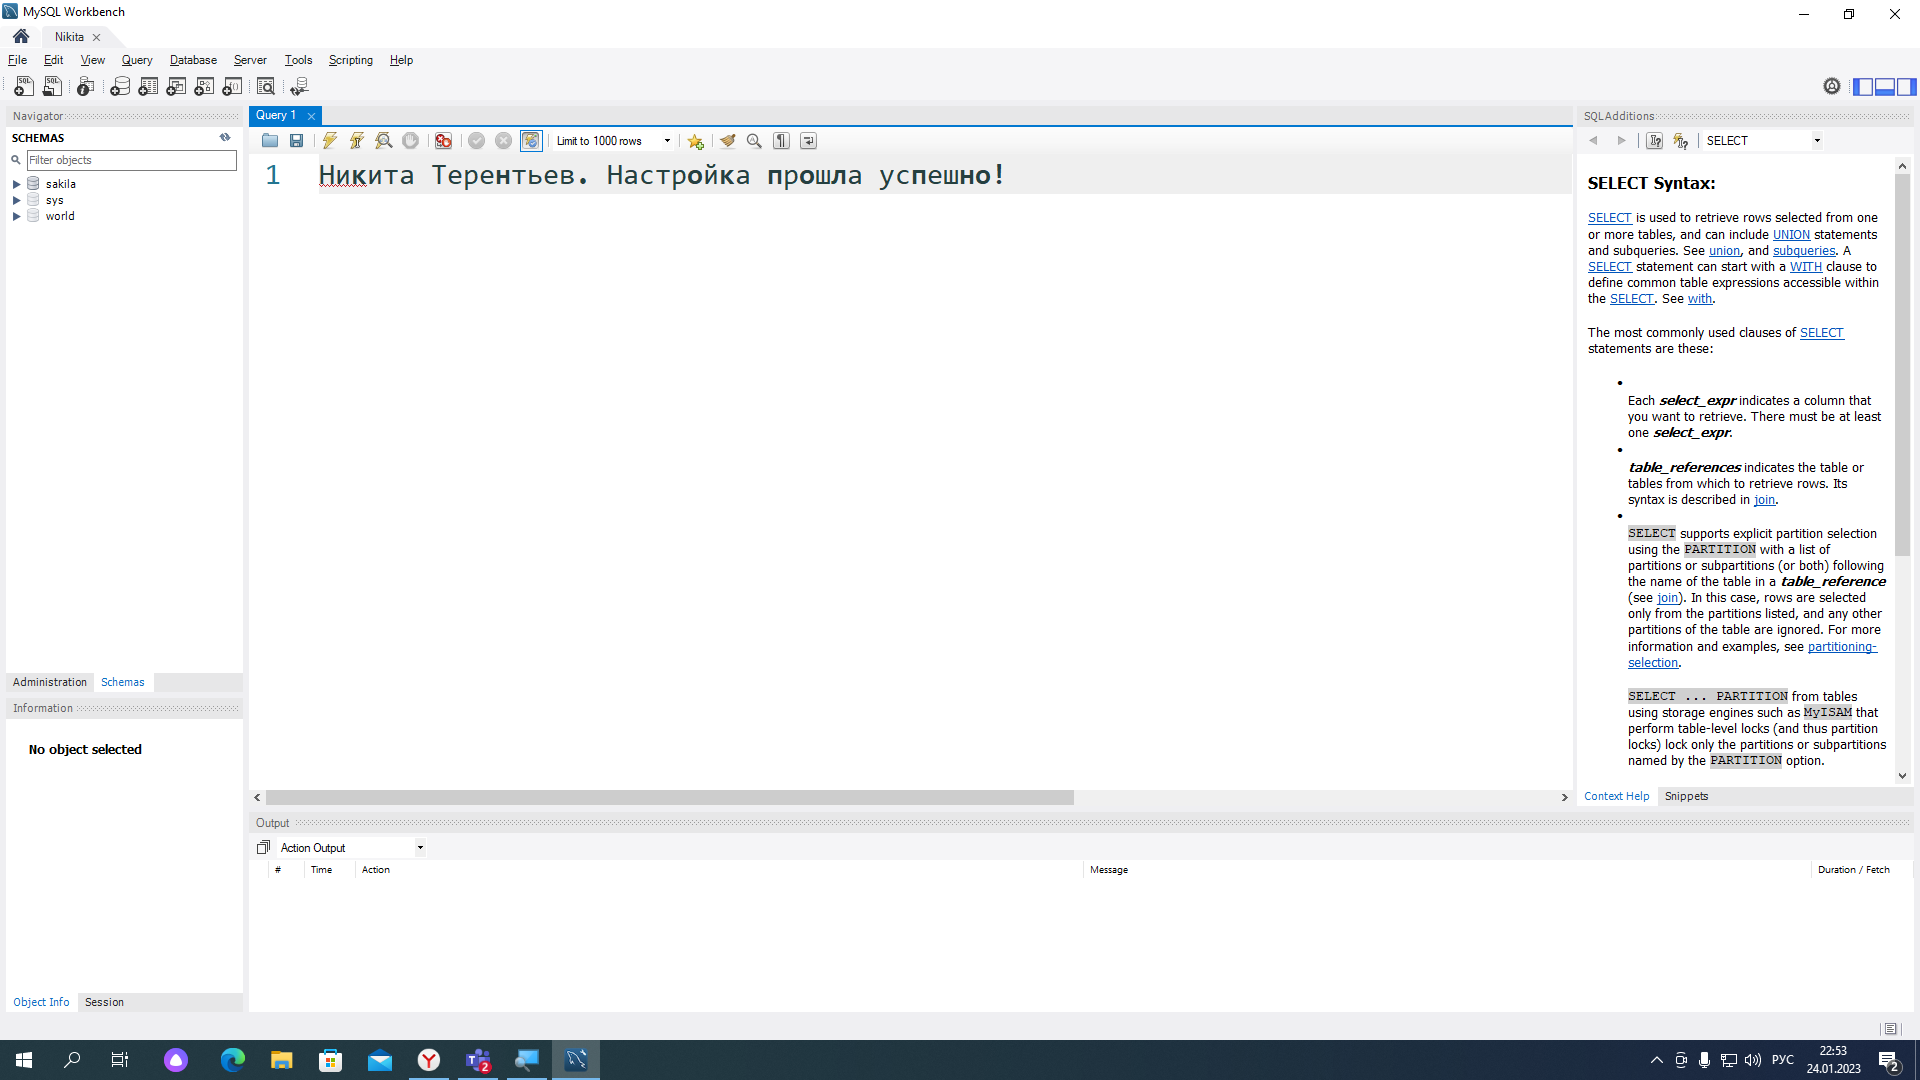 MySQL Workbench
Nikita
File Edit View Query Database Server Tools Scripting Help
Navigator
SCHEMAS
Filter objects
sakila
sys
world
Administration Schemas
Information
No object selected
Object Info Session
Query 1
Limit to 1000 rows
1 Никита Терентьев. Настройка прошла успешно!
Output
Action Output
# Time Action Message Duration / Fetch
SQLAdditions
SELECT
SELECT Syntax:
SELECT is used to retrieve rows selected from one
or more tables, and can include UNION statements
and subqueries. See union, and subqueries. A
SELECT statement can start with a WITH clause to
define common table expressions accessible within
the SELECT. See with.
The most commonly used clauses of SELECT
statements are these:
Each select_expr indicates a column that
you want to retrieve. There must be at least
one select_expr.
table_references indicates the table or
tables from which to retrieve rows. Its
syntax is described in join.
SELECT supports explicit partition selection
using the PARTITION with a list of
partitions or subpartitions (or both) following
the name of the table in a table_reference
(see join). In this case, rows are selected
only from the partitions listed, and any other
partitions of the table are ignored. For more
information and examples, see partitioning-
selection.
SELECT ... PARTITION from tables
using storage engines such as MyISAM that
perform table-level locks (and thus partition
locks) lock only the partitions or subpartitions
named by the PARTITION option.
Context Help Snippets
2
РУС
22:53
24.01.2023
2